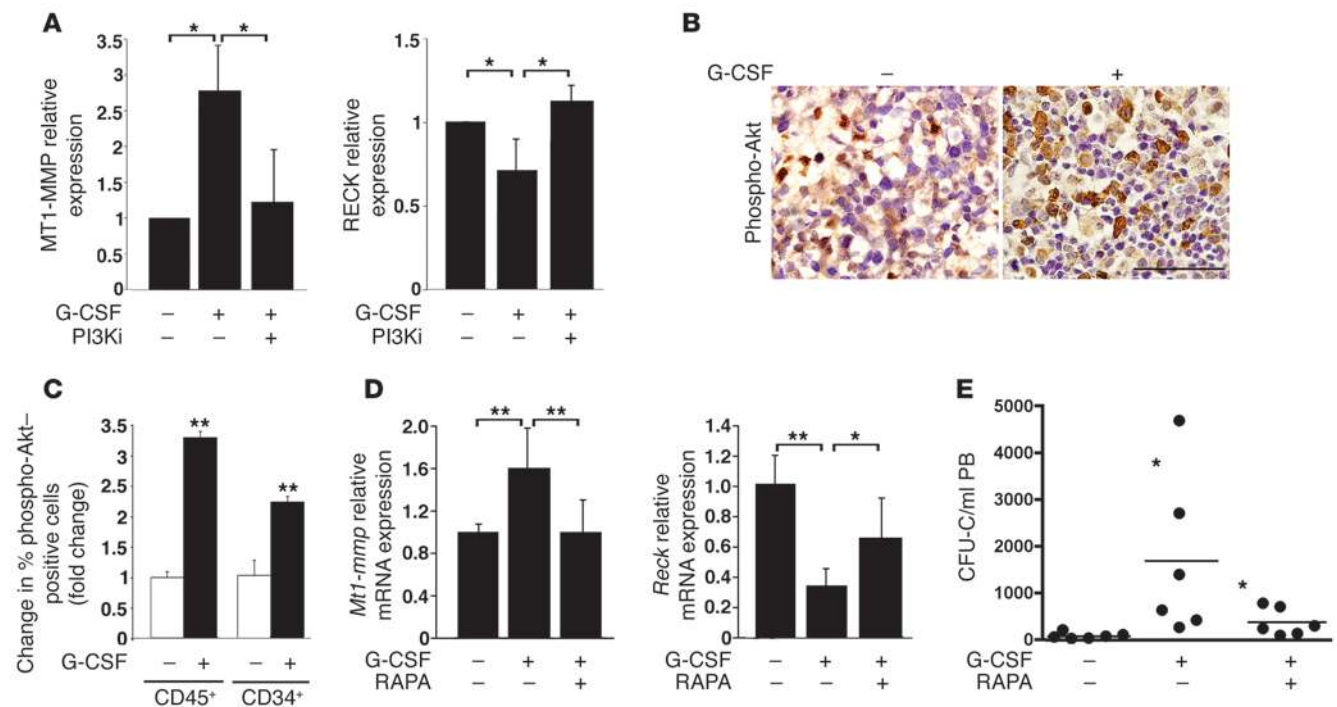 A
MT1-MMP relative
expression
3.5
3
2.5
2
1.5
1
0
* *
G-CSF – + +
PI3Ki – – +
RECK relative
expression
1.5
1
0.5
0
* *
G-CSF – + +
PI3Ki – – +
B
G-CSF – +
Phospho-Akt
C
Change in % phospho-Akt–
positive cells
(fold change)
3.5
3
2.5
2
1.5
1
0.5
0
** **
G-CSF – + – +
CD45+ CD34+
D
Mt1-mmp relative
mRNA expression
2.0
1.6
1.2
0.8
0.4
0
** **
G-CSF – + +
RAPA – – +
Reck relative
mRNA expression
1.4
1.2
1.0
0.8
0.6
0.4
0.2
0
** *
G-CSF – + +
RAPA – – +
E
CFU-C/ml PB
5000
4000
3000
2000
1000
0
* *
G-CSF – + +
RAPA – – +